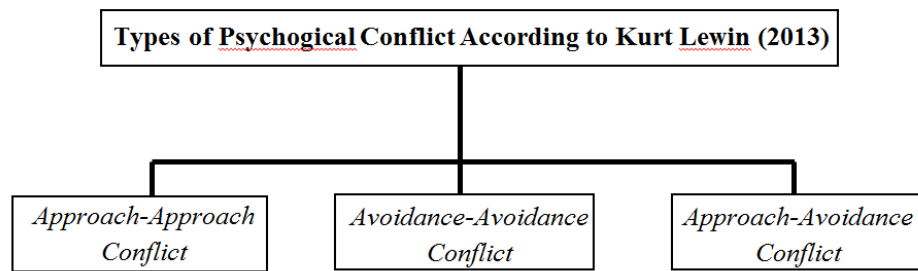 Types of Psychogical Conflict According to Kurt Lewin (2013)
Approach-Approach
Conflict
Avoidance-Avoidance
Conflict
Approach-Avoidance
Conflict